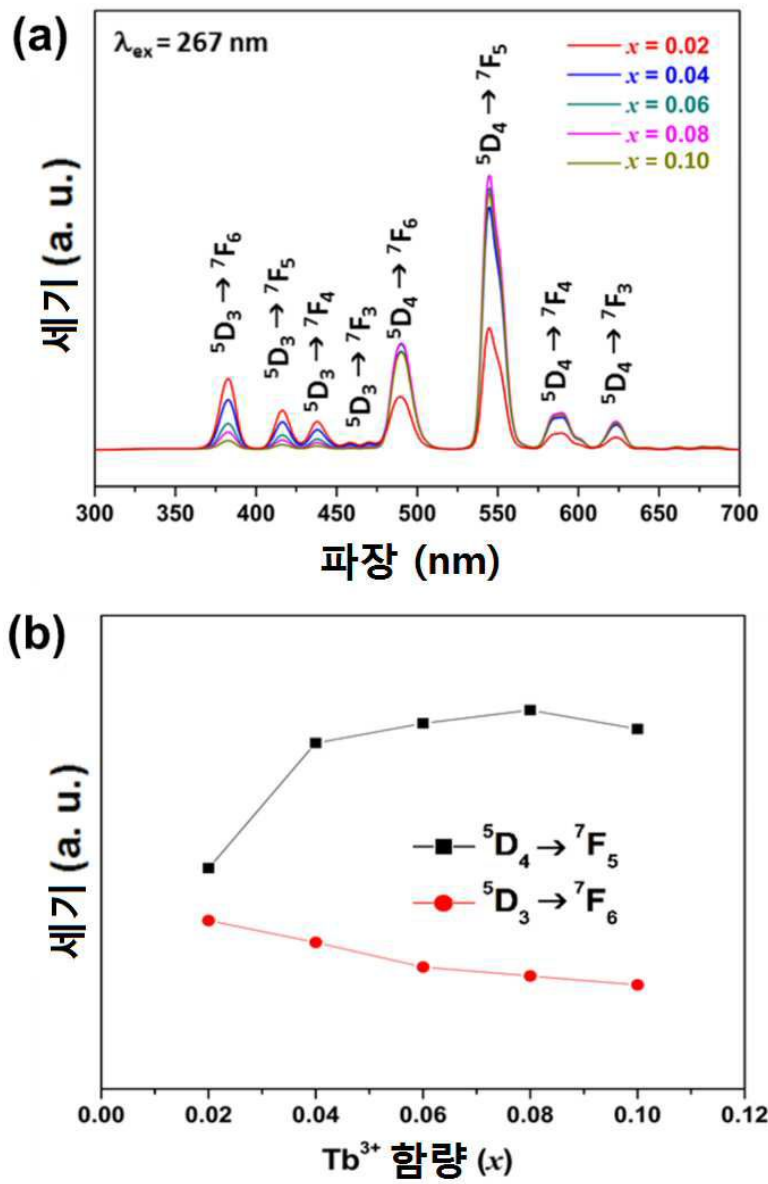 (a)
λex = 267 nm
x = 0.02
x = 0.04
x = 0.06
x = 0.08
x = 0.10
⁵D₃ → ⁷F₆
⁵D₃ → ⁷F₅
⁵D₃ → ⁷F₄
⁵D₃ → ⁷F₃
⁵D₄ → ⁷F₆
⁵D₄ → ⁷F₅
⁵D₄ → ⁷F₄
⁵D₄ → ⁷F₃
세기 (a. u.)
300 350 400 450 500 550 600 650 700
파장 (nm)
(b)
세기 (a. u.)
⁵D₄ → ⁷F₅
⁵D₃ → ⁷F₆
0.00 0.02 0.04 0.06 0.08 0.10 0.12
Tb³⁺ 함량 (x)